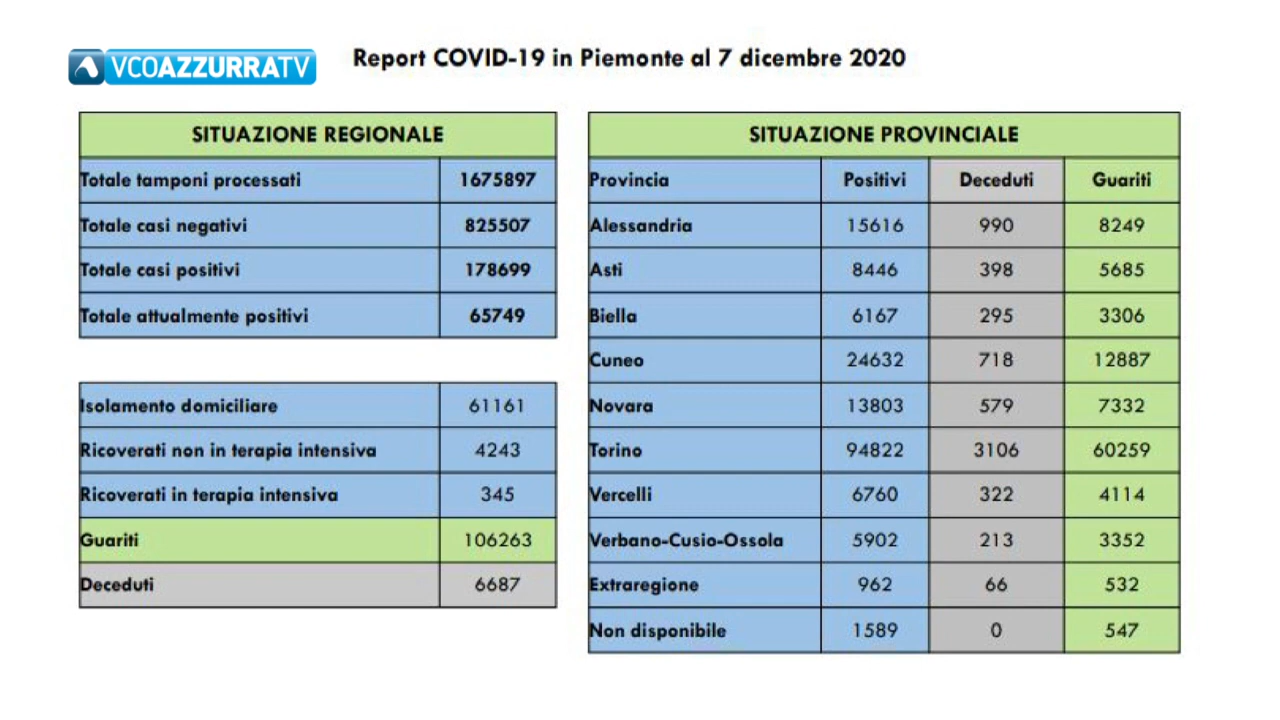 VCOAZZURRATV
Report COVID-19 in Piemonte al 7 dicembre 2020
SITUAZIONE REGIONALE
Totale tamponi processati 1675897
Totale casi negativi 825507
Totale casi positivi 178699
Totale attualmente positivi 65749
Isolamento domiciliare 61161
Ricoverati non in terapia intensiva 4243
Ricoverati in terapia intensiva 345
Guariti 106263
Deceduti 6687
SITUAZIONE PROVINCIALE
Provincia Positivi Deceduti Guariti
Alessandria 15616 990 8249
Asti 8446 398 5685
Biella 6167 295 3306
Cuneo 24632 718 12887
Novara 13803 579 7332
Torino 94822 3106 60259
Vercelli 6760 322 4114
Verbano-Cusio-Ossola 5902 213 3352
Extraregione 962 66 532
Non disponibile 1589 0 547